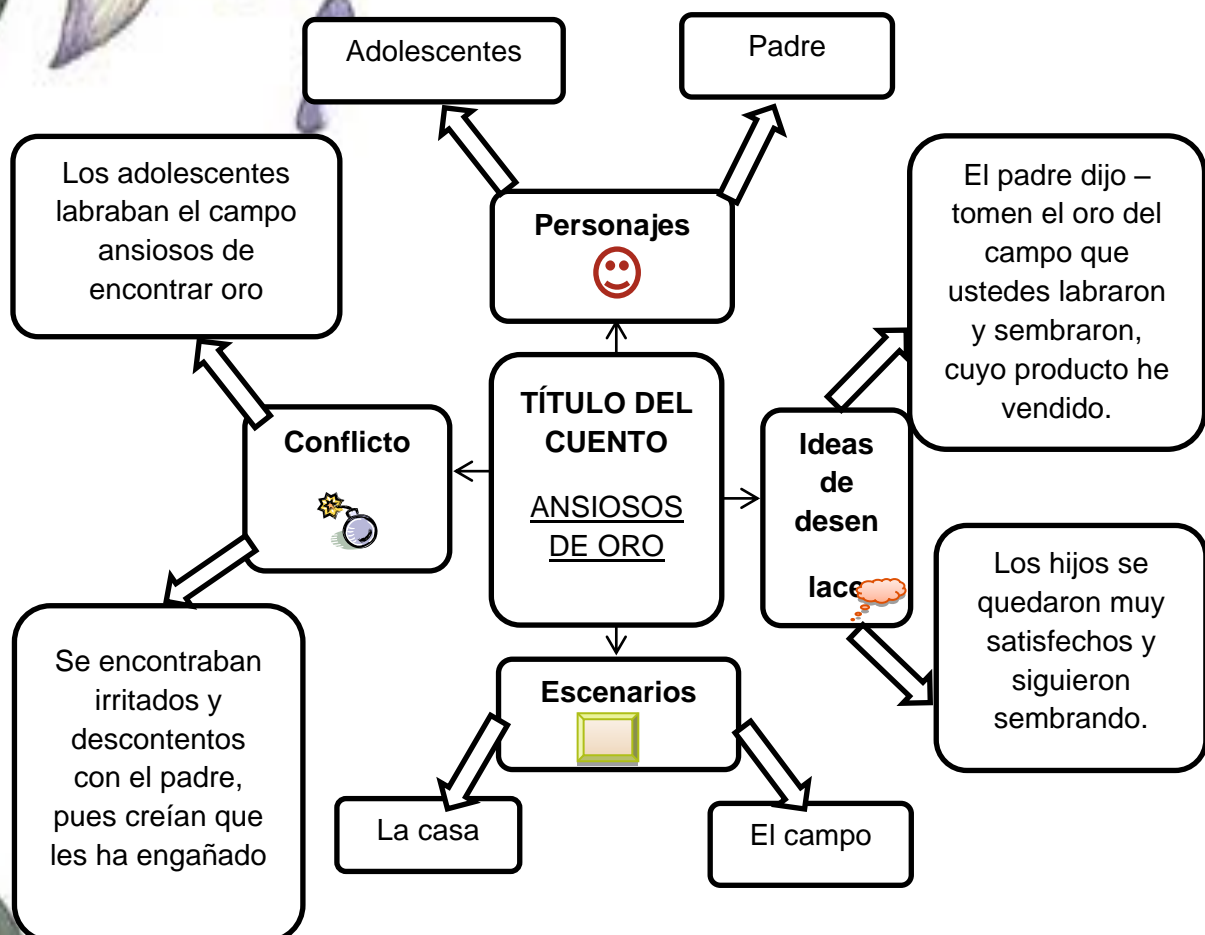 Adolescentes
Padre
Los adolescentes
labraban el campo
ansiosos de
encontrar oro
Personajes
El padre dijo –
tomen el oro del
campo que
ustedes labraron
y sembraron,
cuyo producto he
vendido.
Conflicto
TÍTULO DEL
CUENTO
ANSIOSOS
DE ORO
Ideas
de
desen
lace
Se encontraban
irritados y
descontentos
con el padre,
pues creían que
les ha engañado
Los hijos se
quedaron muy
satisfechos y
siguieron
sembrando.
Escenarios
La casa
El campo